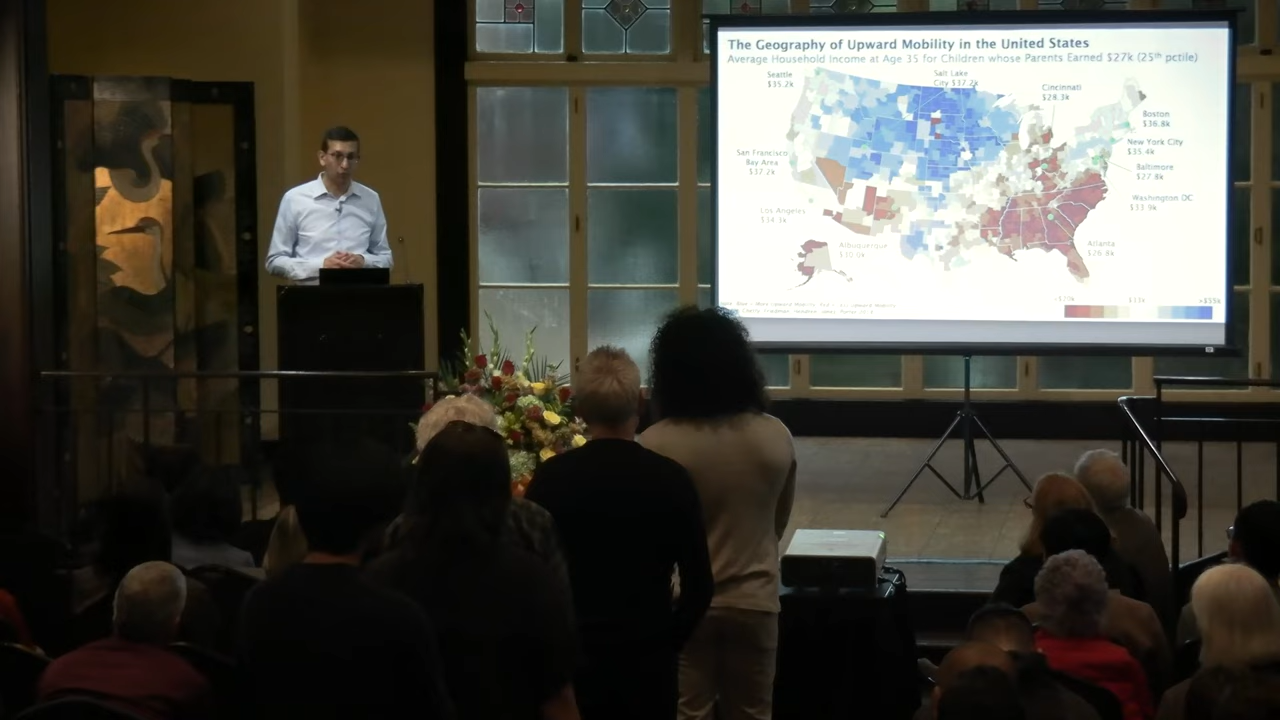 The Geography of Upward Mobility in the United States
Average Household Income at Age 35 for Children whose Parents Earned $27k (25th pctile)
Seattle
$35.2k
Salt Lake
City $37.2k
Cincinnati
$28.3k
Boston
$36.8k
New York City
$35.4k
San Francisco
Bay Area
$37.2k
Baltimore
$27.8k
Washington DC
$33.9k
Los Angeles
$34.3k
Atlanta
$26.8k
Albuquerque
$30.0k
>$55k